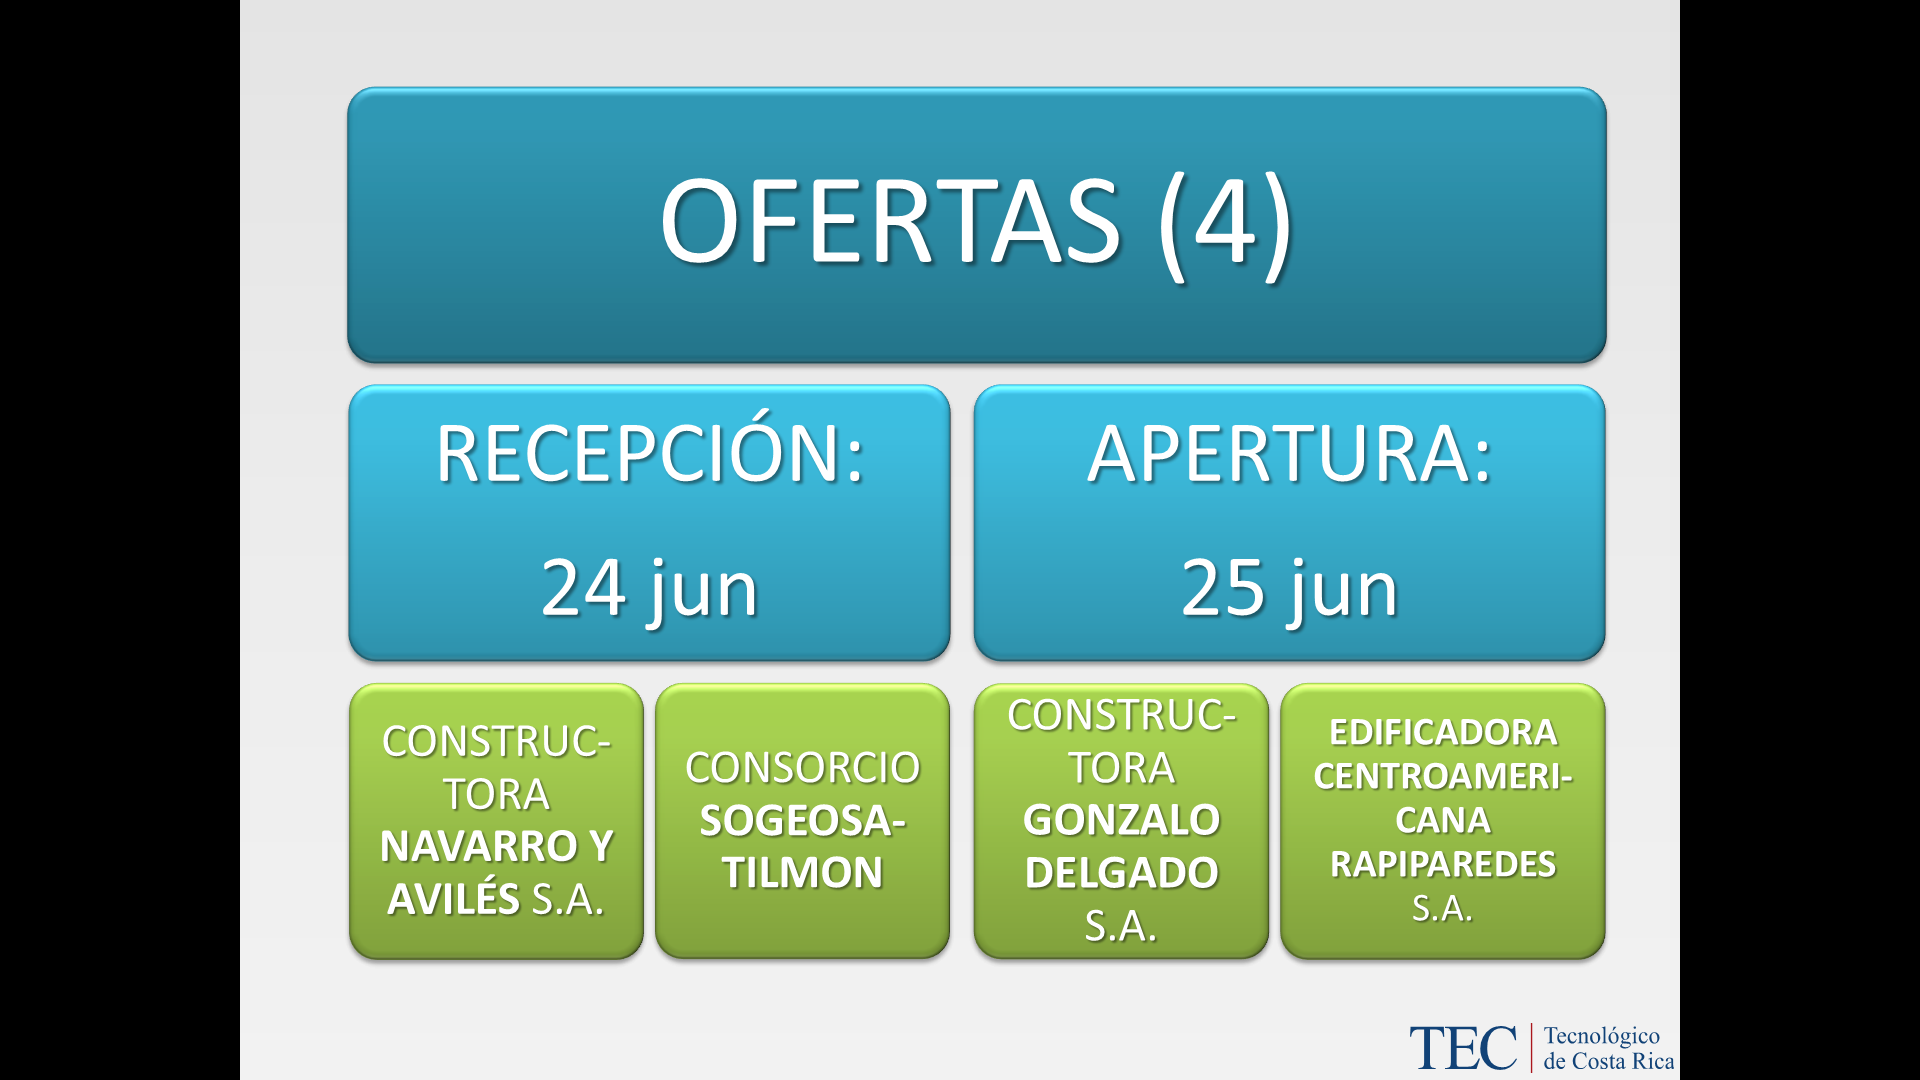 OFERTAS (4)
RECEPCIÓN:
24 jun
APERTURA:
25 jun
CONSTRUC-
TORA
NAVARRO Y
AVILÉS S.A.
CONSORCIO
SOGEOSA-
TILMON
CONSTRUC-
TORA
GONZALO
DELGADO
S.A.
EDIFICADORA
CENTROAMERI-
CANA
RAPIPAREDES
S.A.
TEC
Tecnológico
de Costa Rica